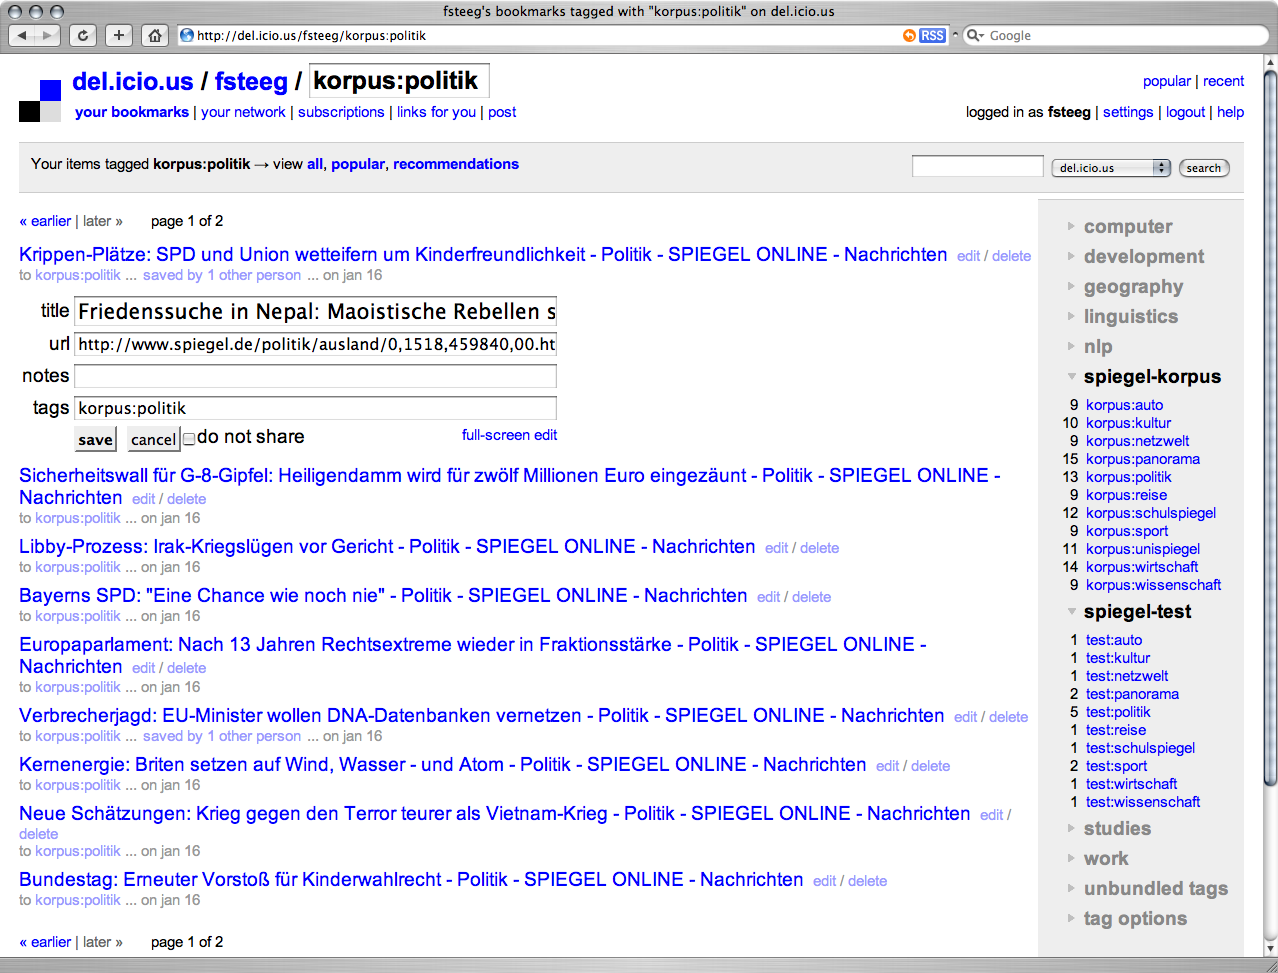 fsteeg's bookmarks tagged with "korpus:politik" on del.icio.us
http://del.icio.us/fsteeg/korpus:politik RSS Google
del.icio.us / fsteeg / korpus:politik
popular | recent
your bookmarks | your network | subscriptions | links for you | post
logged in as fsteeg | settings | logout | help
Your items tagged korpus:politik → view all, popular, recommendations
del.icio.us search
« earlier | later » page 1 of 2
Krippen-Plätze: SPD und Union wetteifern um Kinderfreundlichkeit - Politik - SPIEGEL ONLINE - Nachrichten edit / delete
to korpus:politik ... saved by 1 other person ... on jan 16
title Friedenssuche in Nepal: Maoistische Rebellen s
url http://www.spiegel.de/politik/ausland/0,1518,459840,00.ht
notes
tags korpus:politik
save cancel do not share full-screen edit
Sicherheitswall für G-8-Gipfel: Heiligendamm wird für zwölf Millionen Euro eingezäunt - Politik - SPIEGEL ONLINE -
Nachrichten edit / delete
to korpus:politik ... on jan 16
Libby-Prozess: Irak-Kriegslügen vor Gericht - Politik - SPIEGEL ONLINE - Nachrichten edit / delete
to korpus:politik ... on jan 16
Bayerns SPD: "Eine Chance wie noch nie" - Politik - SPIEGEL ONLINE - Nachrichten edit / delete
to korpus:politik ... on jan 16
Europaparlament: Nach 13 Jahren Rechtsextreme wieder in Fraktionsstärke - Politik - SPIEGEL ONLINE -
Nachrichten edit / delete
to korpus:politik ... on jan 16
Verbrecherjagd: EU-Minister wollen DNA-Datenbanken vernetzen - Politik - SPIEGEL ONLINE - Nachrichten edit / delete
to korpus:politik ... saved by 1 other person ... on jan 16
Kernenergie: Briten setzen auf Wind, Wasser - und Atom - Politik - SPIEGEL ONLINE - Nachrichten edit / delete
to korpus:politik ... on jan 16
Neue Schätzungen: Krieg gegen den Terror teurer als Vietnam-Krieg - Politik - SPIEGEL ONLINE - Nachrichten edit /
delete
to korpus:politik ... on jan 16
Bundestag: Erneuter Vorstoß für Kinderwahlrecht - Politik - SPIEGEL ONLINE - Nachrichten edit / delete
to korpus:politik ... on jan 16
« earlier | later » page 1 of 2
computer
development
geography
linguistics
nlp
spiegel-korpus
9 korpus:auto
10 korpus:kultur
9 korpus:netzwelt
15 korpus:panorama
13 korpus:politik
9 korpus:reise
12 korpus:schulspiegel
9 korpus:sport
11 korpus:unispiegel
14 korpus:wirtschaft
9 korpus:wissenschaft
spiegel-test
1 test:auto
1 test:kultur
1 test:netzwelt
2 test:panorama
5 test:politik
1 test:reise
1 test:schulspiegel
2 test:sport
1 test:wirtschaft
1 test:wissenschaft
studies
work
unbundled tags
tag options